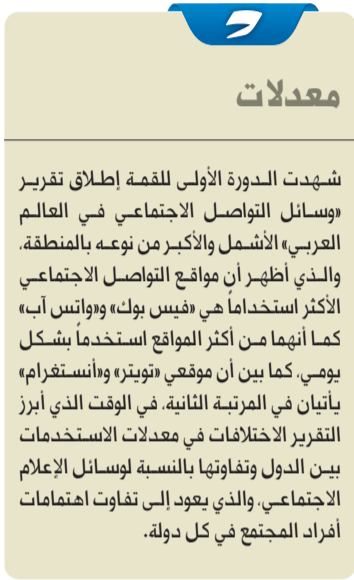 معدلات
شهدت الدورة الأولى للقمة إطلاق تقرير
«وسائل التواصل الاجتماعي في العالم
العربي» الأشمل والأكبر من نوعه بالمنطقة،
والذي أظهر أن مواقع التواصل الاجتماعي
الأكثر استخداماً هي «فيس بوك» و«واتس آب»
كما أنهما من أكثر المواقع استخدماً بشكل
يومي، كما بين أن موقعي «تويتر» و«أنستغرام»
يأتيان في المرتبة الثانية، في الوقت الذي أبرز
التقرير الاختلافات في معدلات الاستخدمات
بين الدول وتفاوتها بالنسبة لوسائل الإعلام
الاجتماعي، والذي يعود إلى تفاوت اهتمامات
أفراد المجتمع في كل دولة.